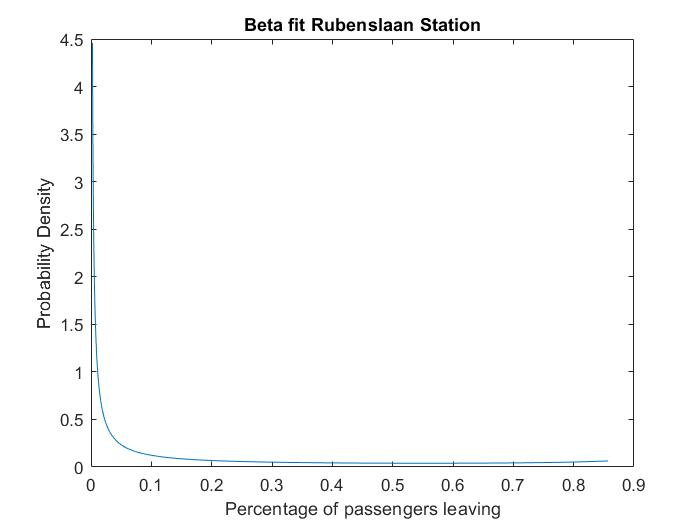 Beta fit Rubenslaan Station
4.5
4
3.5
3
2.5
2
1.5
1
0.5
0
Probability Density
0 0.1 0.2 0.3 0.4 0.5 0.6 0.7 0.8 0.9
Percentage of passengers leaving